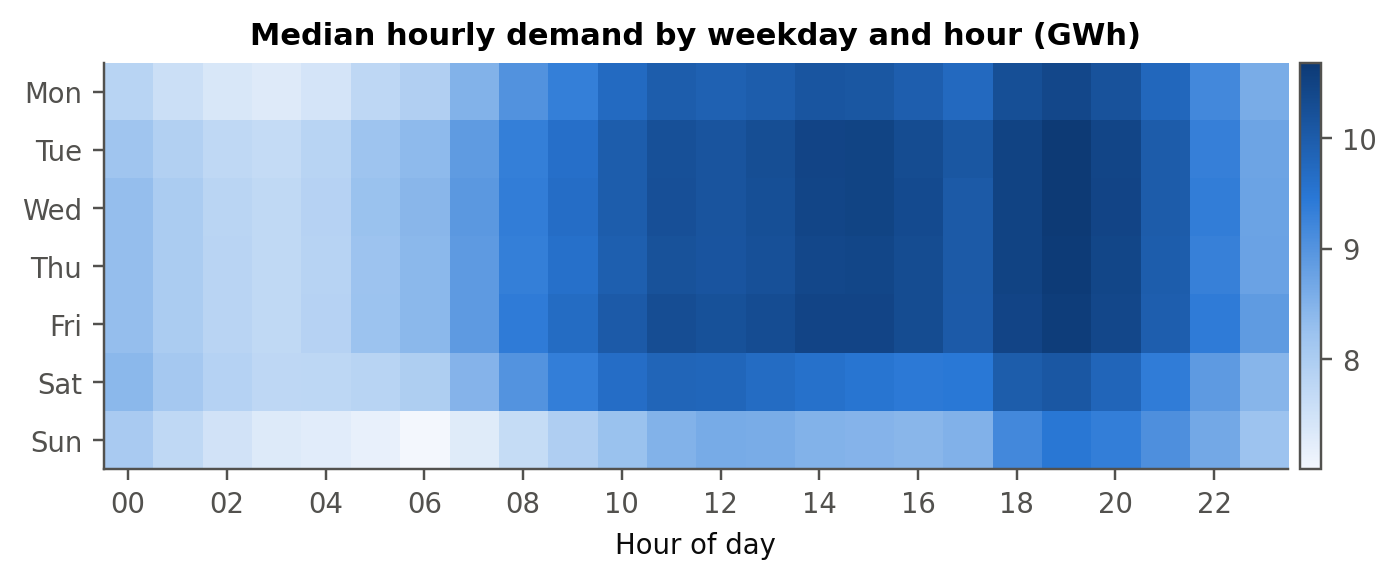 Median hourly demand by weekday and hour (GWh)
Mon
Tue
Wed
Thu
Fri
Sat
Sun
00 02 04 06 08 10 12 14 16 18 20 22
Hour of day
10
9
8